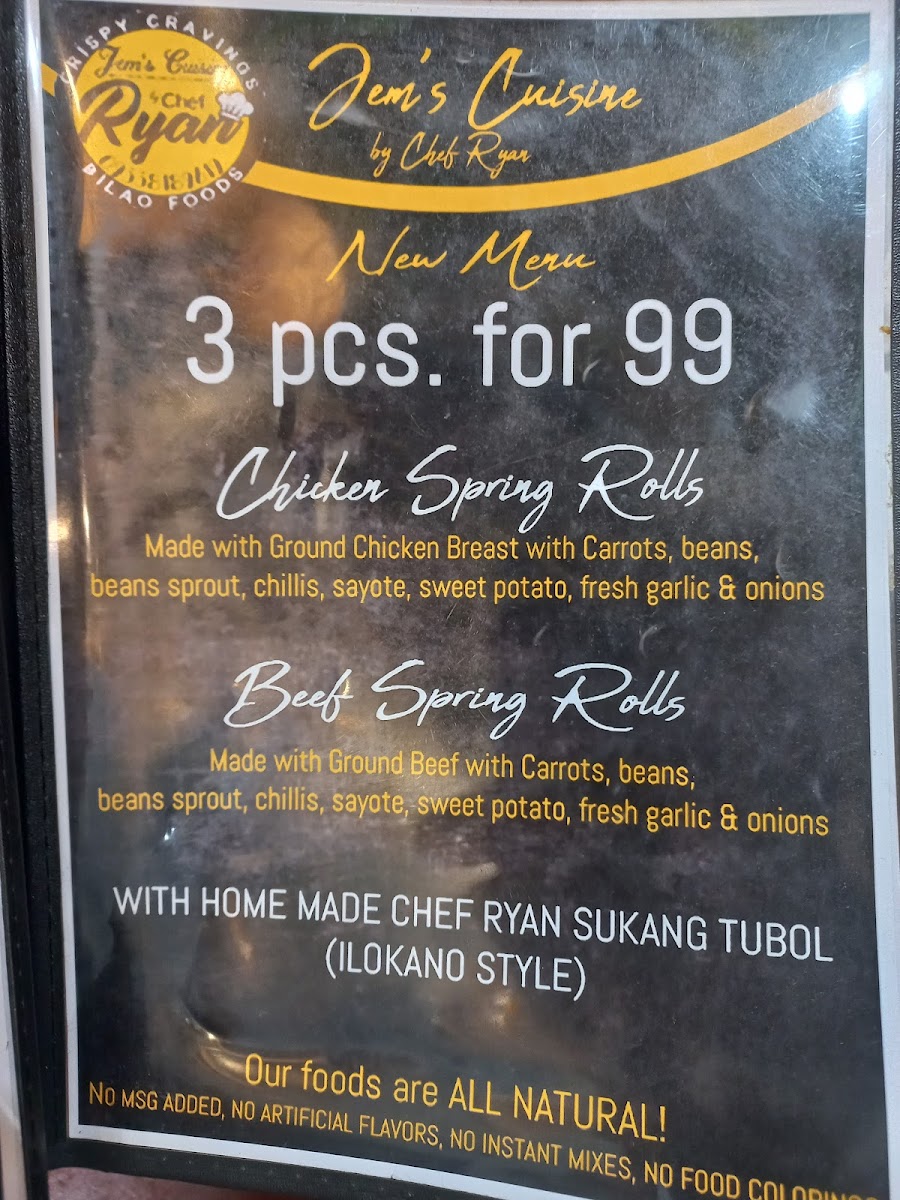 CRISPY CRAVINGS
Jem's Cuisine
by Chef
Ryan
BILAO FOODS
Jem's Cuisine
by Chef Ryan
New Menu
3 pcs. for 99
Chicken Spring Rolls
Made with Ground Chicken Breast with Carrots, beans,
beans sprout, chillis, sayote, sweet potato, fresh garlic & onions
Beef Spring Rolls
Made with Ground Beef with Carrots, beans,
beans sprout, chillis, sayote, sweet potato, fresh garlic & onions
WITH HOME MADE CHEF RYAN SUKANG TUBOL
(ILOKANO STYLE)
Our foods are ALL NATURAL!
NO MSG ADDED, NO ARTIFICIAL FLAVORS, NO INSTANT MIXES, NO FOOD